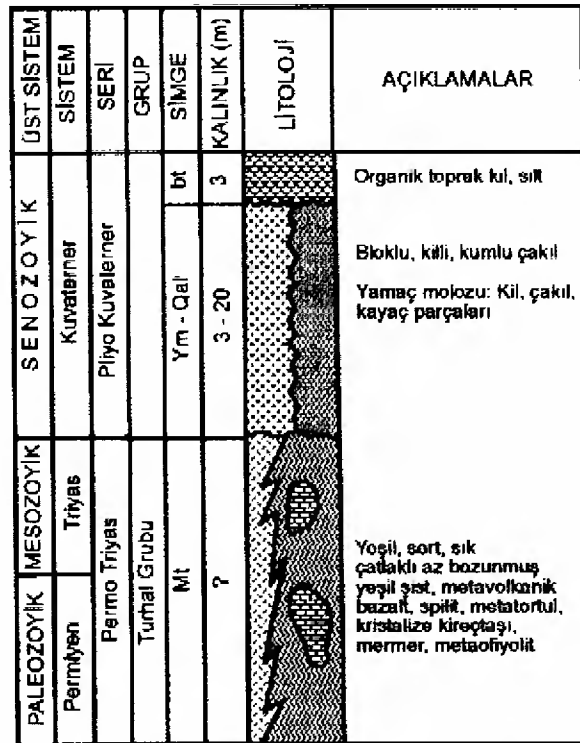 ÜST SİSTEM
SİSTEM
SERİ
GRUP
SİMGE
KALINLIK (m)
LİTOLOJİ
AÇIKLAMALAR
SENOZOYİK
Kuvaterner
Pliyo Kuvaterner
bt
3
Organik toprak kil, silt
Ym - Qal
3 - 20
Bloklu, killi, kumlu çakıl
Yamaç molozu: Kil, çakıl,
kayaç parçaları
MESOZOYİK
Triyas
PALEOZOYİK
Permiyen
Permo Triyas
Turhal Grubu
Mt
?
Yeşil, sert, sık
çatlaklı az bozunmuş
yeşil şist, metavolkanik
bazalt, spilit, metatortul,
kristalize kireçtaşı,
mermer, metaofiyolit